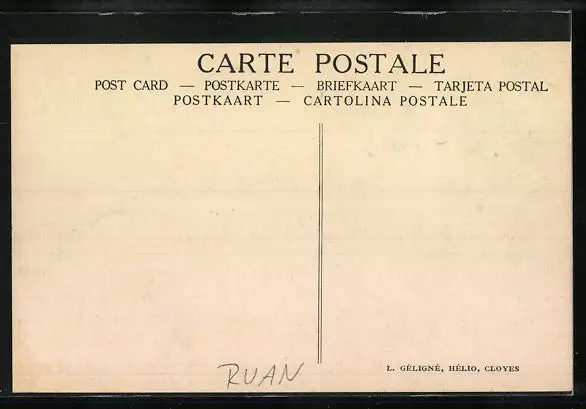 CARTE POSTALE
POST CARD — POSTKARTE — BRIEFKAART — TARJETA POSTAL
POSTKAART — CARTOLINA POSTALE
L. GÉLIGNÉ, HÉLIO, CLOYES
RUAN